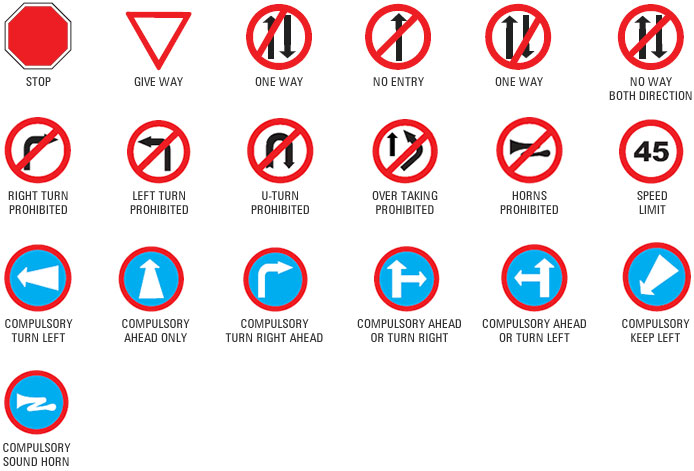 STOP
GIVE WAY
ONE WAY
NO ENTRY
ONE WAY
NO WAY
BOTH DIRECTION
RIGHT TURN
PROHIBITED
LEFT TURN
PROHIBITED
U-TURN
PROHIBITED
OVER TAKING
PROHIBITED
HORNS
PROHIBITED
45
SPEED
LIMIT
COMPULSORY
TURN LEFT
COMPULSORY
AHEAD ONLY
COMPULSORY
TURN RIGHT AHEAD
COMPULSORY AHEAD
OR TURN RIGHT
COMPULSORY AHEAD
OR TURN LEFT
COMPULSORY
KEEP LEFT
COMPULSORY
SOUND HORN